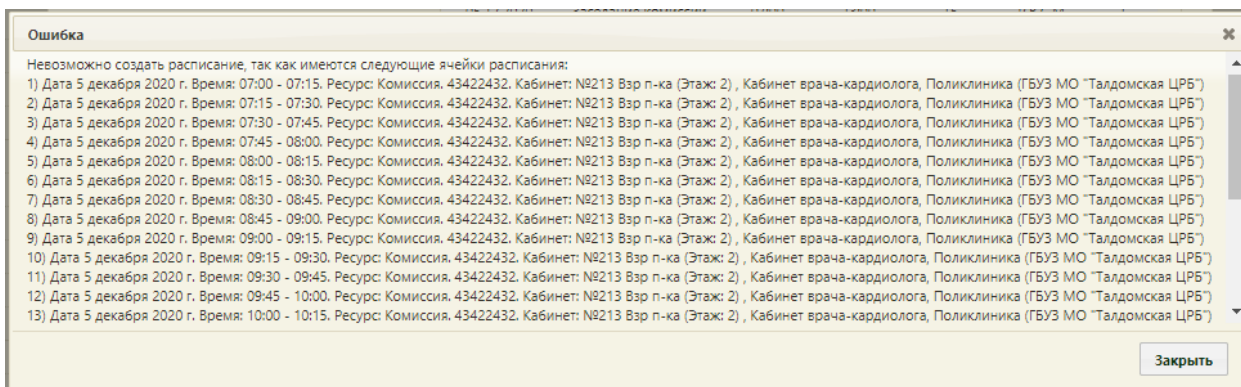 Ошибка
Невозможно создать расписание, так как имеются следующие ячейки расписания:
1) Дата 5 декабря 2020 г. Время: 07:00 - 07:15. Ресурс: Комиссия. 43422432. Кабинет: №213 Взр п-ка (Этаж: 2) , Кабинет врача-кардиолога, Поликлиника (ГБУЗ МО "Талдомская ЦРБ")
2) Дата 5 декабря 2020 г. Время: 07:15 - 07:30. Ресурс: Комиссия. 43422432. Кабинет: №213 Взр п-ка (Этаж: 2) , Кабинет врача-кардиолога, Поликлиника (ГБУЗ МО "Талдомская ЦРБ")
3) Дата 5 декабря 2020 г. Время: 07:30 - 07:45. Ресурс: Комиссия. 43422432. Кабинет: №213 Взр п-ка (Этаж: 2) , Кабинет врача-кардиолога, Поликлиника (ГБУЗ МО "Талдомская ЦРБ")
4) Дата 5 декабря 2020 г. Время: 07:45 - 08:00. Ресурс: Комиссия. 43422432. Кабинет: №213 Взр п-ка (Этаж: 2) , Кабинет врача-кардиолога, Поликлиника (ГБУЗ МО "Талдомская ЦРБ")
5) Дата 5 декабря 2020 г. Время: 08:00 - 08:15. Ресурс: Комиссия. 43422432. Кабинет: №213 Взр п-ка (Этаж: 2) , Кабинет врача-кардиолога, Поликлиника (ГБУЗ МО "Талдомская ЦРБ")
6) Дата 5 декабря 2020 г. Время: 08:15 - 08:30. Ресурс: Комиссия. 43422432. Кабинет: №213 Взр п-ка (Этаж: 2) , Кабинет врача-кардиолога, Поликлиника (ГБУЗ МО "Талдомская ЦРБ")
7) Дата 5 декабря 2020 г. Время: 08:30 - 08:45. Ресурс: Комиссия. 43422432. Кабинет: №213 Взр п-ка (Этаж: 2) , Кабинет врача-кардиолога, Поликлиника (ГБУЗ МО "Талдомская ЦРБ")
8) Дата 5 декабря 2020 г. Время: 08:45 - 09:00. Ресурс: Комиссия. 43422432. Кабинет: №213 Взр п-ка (Этаж: 2) , Кабинет врача-кардиолога, Поликлиника (ГБУЗ МО "Талдомская ЦРБ")
9) Дата 5 декабря 2020 г. Время: 09:00 - 09:15. Ресурс: Комиссия. 43422432. Кабинет: №213 Взр п-ка (Этаж: 2) , Кабинет врача-кардиолога, Поликлиника (ГБУЗ МО "Талдомская ЦРБ")
10) Дата 5 декабря 2020 г. Время: 09:15 - 09:30. Ресурс: Комиссия. 43422432. Кабинет: №213 Взр п-ка (Этаж: 2) , Кабинет врача-кардиолога, Поликлиника (ГБУЗ МО "Талдомская ЦРБ")
11) Дата 5 декабря 2020 г. Время: 09:30 - 09:45. Ресурс: Комиссия. 43422432. Кабинет: №213 Взр п-ка (Этаж: 2) , Кабинет врача-кардиолога, Поликлиника (ГБУЗ МО "Талдомская ЦРБ")
12) Дата 5 декабря 2020 г. Время: 09:45 - 10:00. Ресурс: Комиссия. 43422432. Кабинет: №213 Взр п-ка (Этаж: 2) , Кабинет врача-кардиолога, Поликлиника (ГБУЗ МО "Талдомская ЦРБ")
13) Дата 5 декабря 2020 г. Время: 10:00 - 10:15. Ресурс: Комиссия. 43422432. Кабинет: №213 Взр п-ка (Этаж: 2) , Кабинет врача-кардиолога, Поликлиника (ГБУЗ МО "Талдомская ЦРБ")
Закрыть